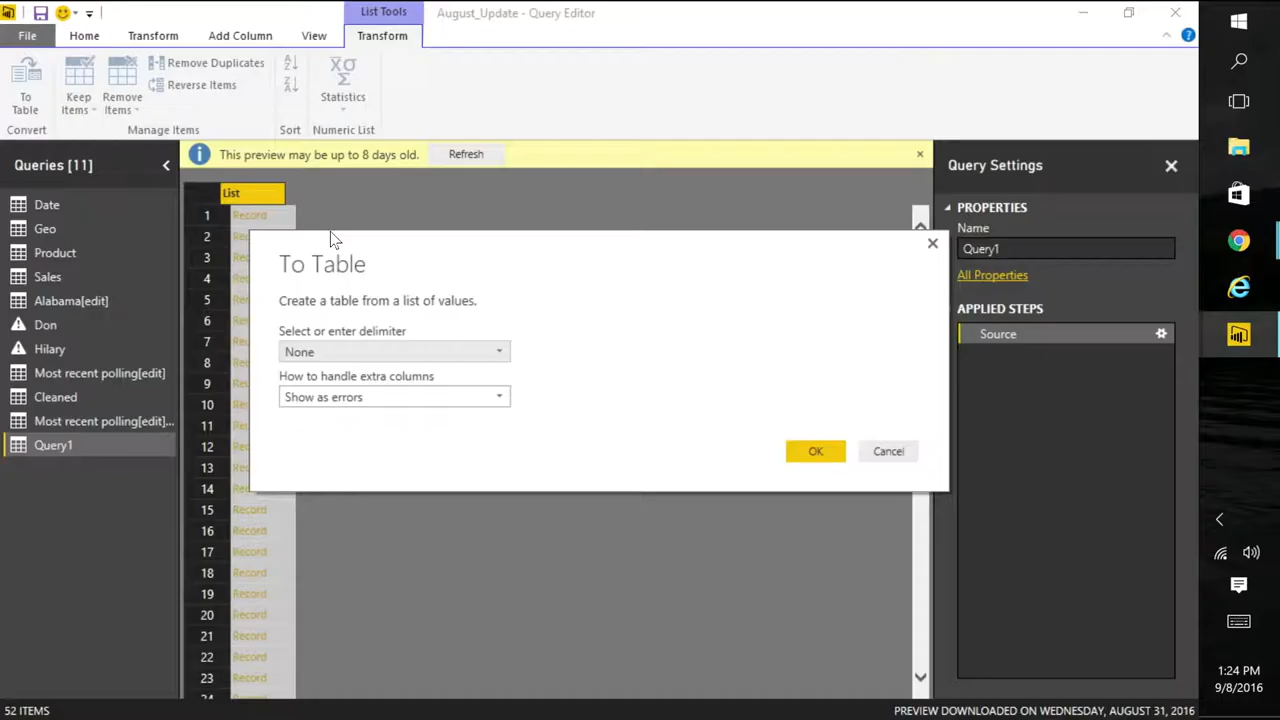 List Tools
August_Update - Query Editor
File
Home
Transform
Add Column
View
Transform
To Table
Keep Items
Remove Items
Remove Duplicates
Reverse Items
Statistics
Convert
Manage Items
Sort
Numeric List
Queries [11]
This preview may be up to 8 days old.
Refresh
Query Settings
Date
Geo
Product
Sales
Alabama[edit]
Don
Hilary
Most recent polling[edit]
Cleaned
Most recent polling[edit]...
Query1
List
1 Record
2
3
4
5
6
7
8
9
10
11
12
13
14
15 Record
16 Record
17 Record
18 Record
19 Record
20 Record
21 Record
22 Record
23 Record
To Table
Create a table from a list of values.
Select or enter delimiter
None
How to handle extra columns
Show as errors
OK
Cancel
PROPERTIES
Name
Query1
All Properties
APPLIED STEPS
Source
1:24 PM
9/8/2016
52 ITEMS
PREVIEW DOWNLOADED ON WEDNESDAY, AUGUST 31, 2016